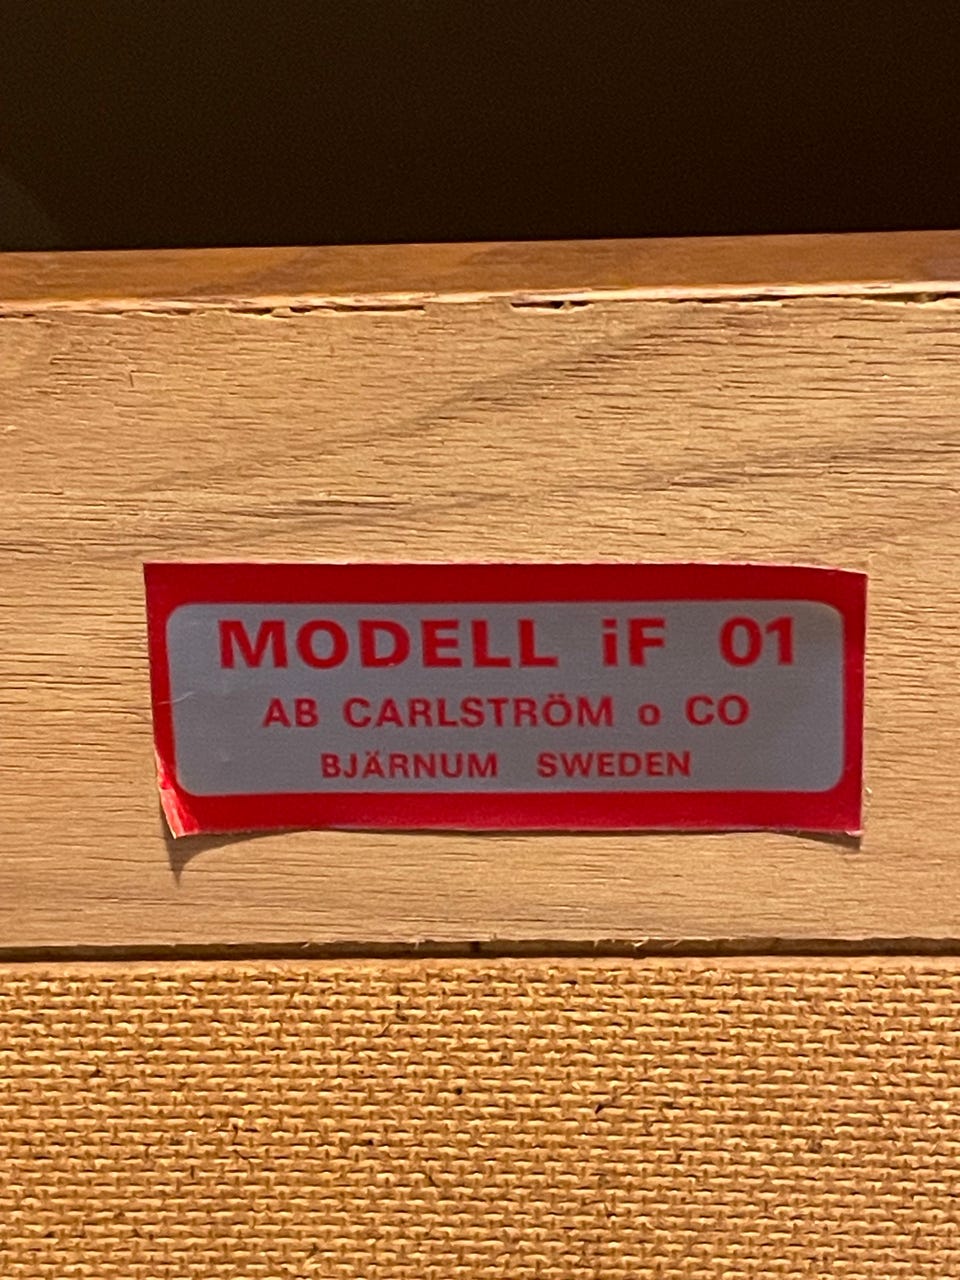 MODELL iF 01
AB CARLSTRÖM o CO
BJÄRNUM SWEDEN